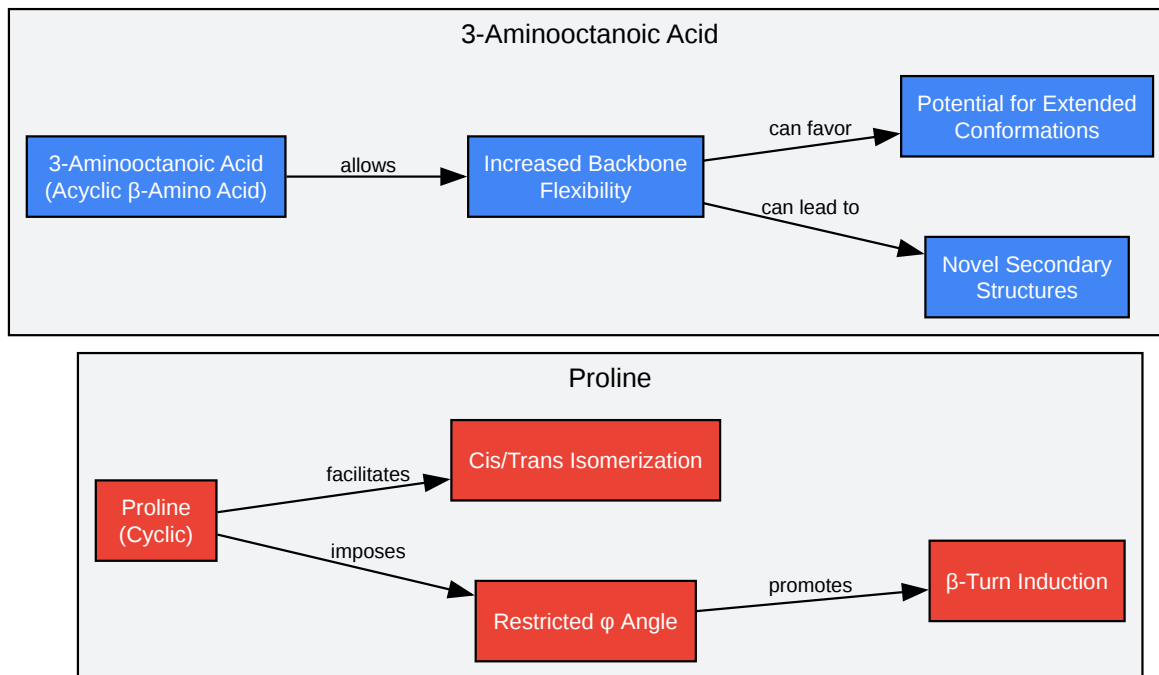 3-Aminooctanoic Acid
3-Aminooctanoic Acid
(Acyclic β-Amino Acid)
allows
Increased Backbone
Flexibility
can favor
Potential for Extended
Conformations
can lead to
Novel Secondary
Structures
Proline
Proline
(Cyclic)
facilitates
Cis/Trans Isomerization
imposes
Restricted φ Angle
promotes
β-Turn Induction